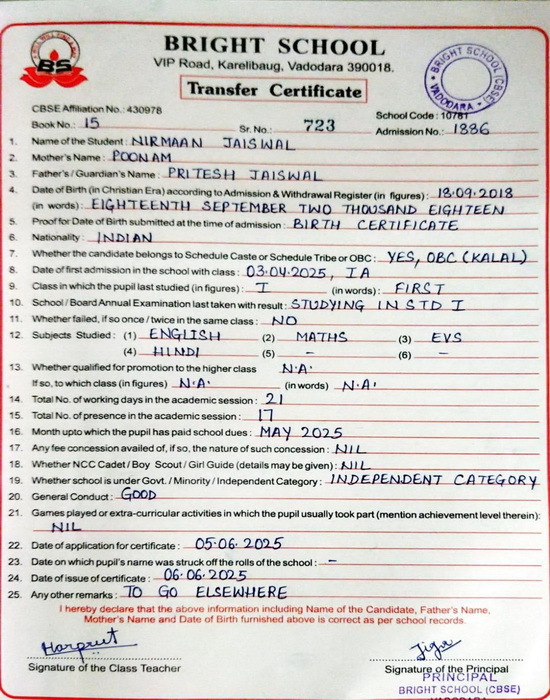 BRIGHT SCHOOL
VIP Road, Karelibaug, Vadodara 390018.
BS
BRIGHT SCHOOL (CBSE)
VADODARA
Transfer Certificate
CBSE Affiliation No.: 430978
School Code : 10781
Book No.: 15 Sr. No.: 723 Admission No.: 1886
1. Name of the Student : NIRMAAN JAISWAL
2. Mother's Name : POONAM
3. Father's / Guardian's Name : PRITESH JAISWAL
4. Date of Birth (in Christian Era) according to Admission & Withdrawal Register (in figures) : 18.09.2018
(in words) : EIGHTEENTH SEPTEMBER TWO THOUSAND EIGHTEEN
5. Proof for Date of Birth submitted at the time of admission : BIRTH CERTIFICATE
6. Nationality : INDIAN
7. Whether the candidate belongs to Schedule Caste or Schedule Tribe or OBC : YES, OBC (KALAL)
8. Date of first admission in the school with class : 03.04.2025, I A
9. Class in which the pupil last studied (in figures) : I (in words) : FIRST
10. School / Board Annual Examination last taken with result : STUDYING IN STD I
11. Whether failed, if so once / twice in the same class : NO
12. Subjects Studied : (1) ENGLISH (2) MATHS (3) EVS
(4) HINDI (5) - (6) -
13. Whether qualified for promotion to the higher class N.A.
If so, to which class (in figures) N.A. (in words) N.A.
14. Total No. of working days in the academic session : 21
15. Total No. of presence in the academic session : 17
16. Month upto which the pupil has paid school dues : MAY 2025
17. Any fee concession availed of, if so, the nature of such concession : NIL
18. Whether NCC Cadet / Boy Scout / Girl Guide (details may be given) : NIL
19. Whether school is under Govt. / Minority / Independent Category : INDEPENDENT CATEGORY
20. General Conduct : GOOD
21. Games played or extra-curricular activities in which the pupil usually took part (mention achievement level therein) :
NIL
22. Date of application for certificate : 05.06.2025
23. Date on which pupil's name was struck off the rolls of the school : -
24. Date of issue of certificate : 06.06.2025
25. Any other remarks : TO GO ELSEWHERE
I hereby declare that the above information including Name of the Candidate, Father's Name,
Mother's Name and Date of Birth furnished above is correct as per school records.
Harpreet
Signature of the Class Teacher
Signature of the Principal
PRINCIPAL
BRIGHT SCHOOL (CBSE)
VADODARA